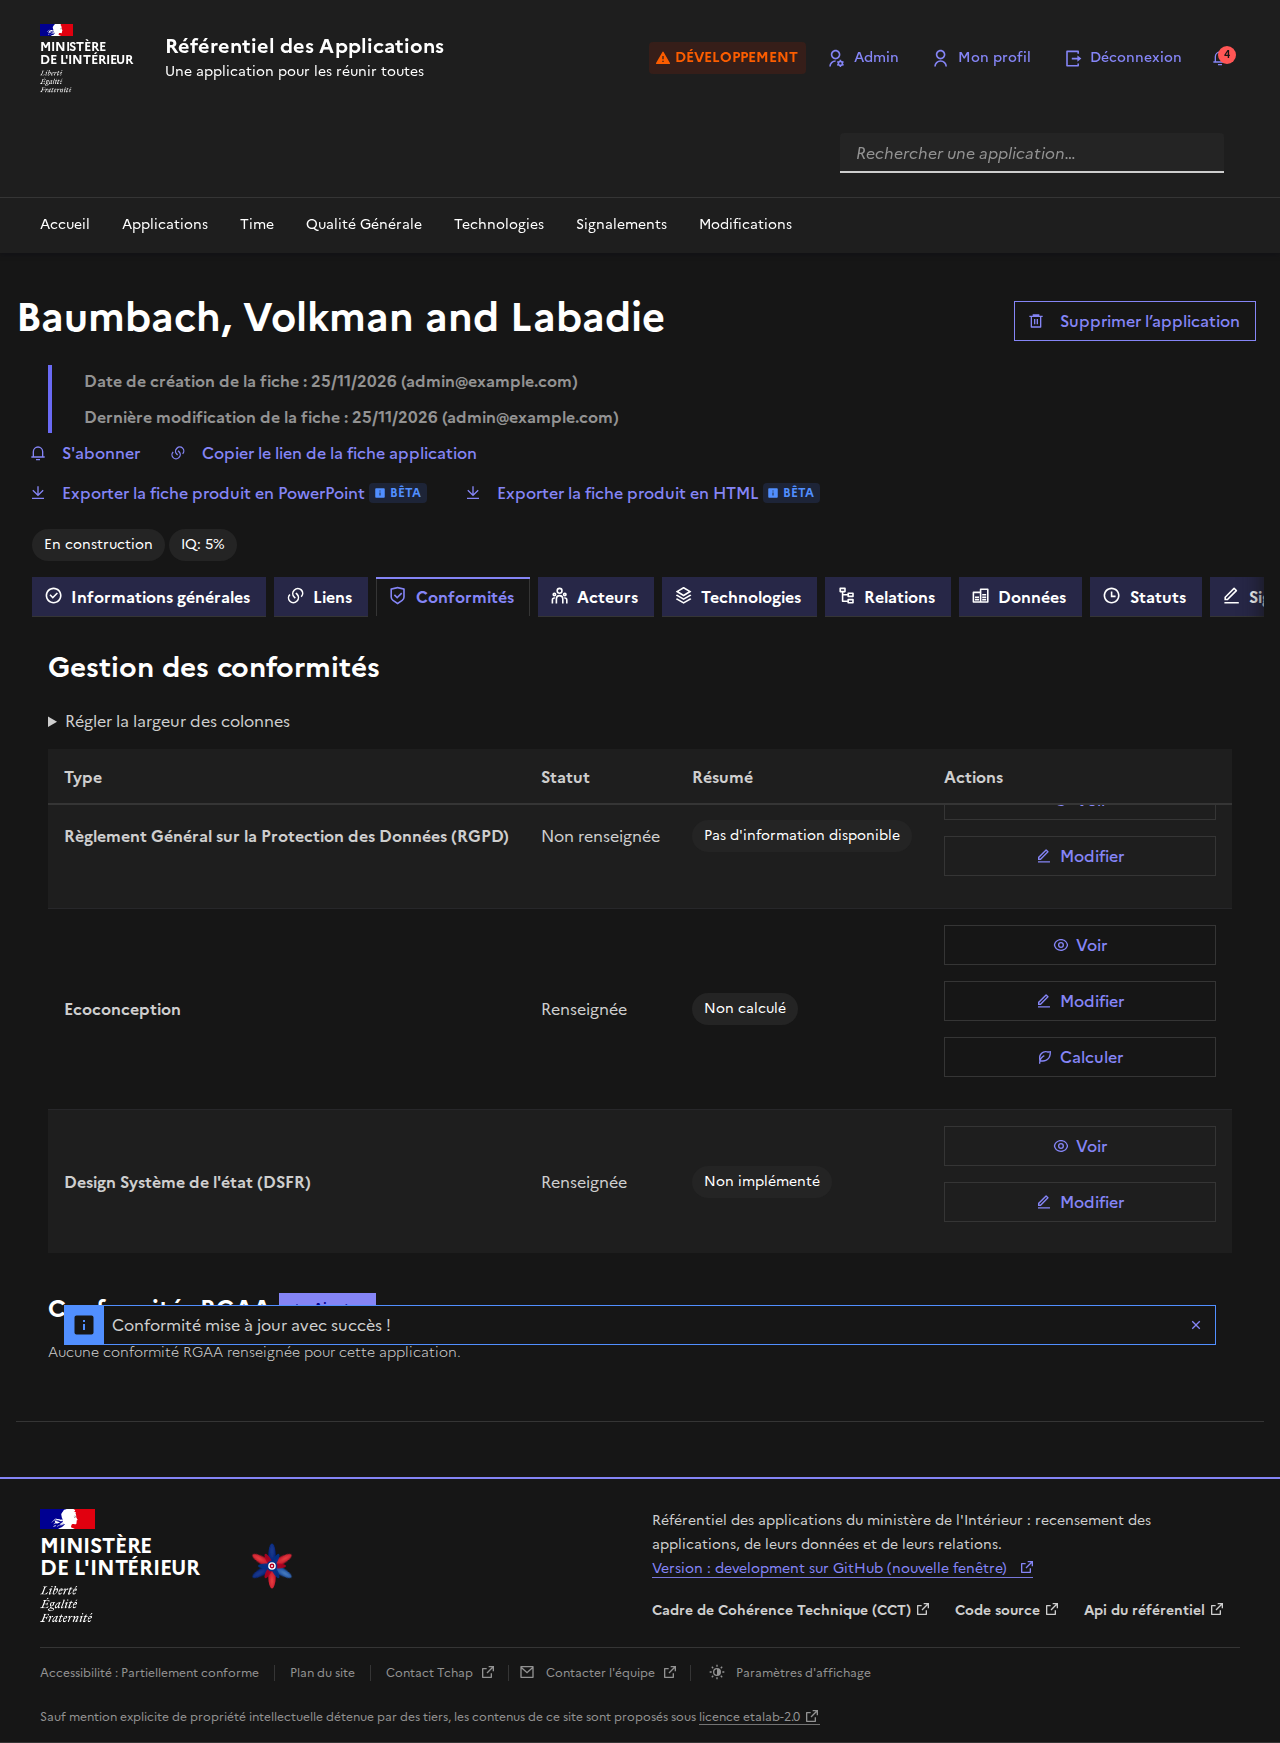 MINISTÈRE
DE L'INTÉRIEUR
Liberté
Égalité
Fraternité
Référentiel des Applications
Une application pour les réunir toutes
DÉVELOPPEMENT
Admin
Mon profil
Déconnexion
4
Rechercher une application…
Accueil
Applications
Time
Qualité Générale
Technologies
Signalements
Modifications
Baumbach, Volkman and Labadie
Supprimer l’application
Date de création de la fiche : 25/11/2026 (admin@example.com)
Dernière modification de la fiche : 25/11/2026 (admin@example.com)
S'abonner
Copier le lien de la fiche application
Exporter la fiche produit en PowerPoint BÊTA
Exporter la fiche produit en HTML BÊTA
En construction
IQ: 5%
Informations générales
Liens
Conformités
Acteurs
Technologies
Relations
Données
Statuts
Gestion des conformités
Régler la largeur des colonnes
Type
Statut
Résumé
Actions
Règlement Général sur la Protection des Données (RGPD)
Non renseignée
Pas d'information disponible
Modifier
Ecoconception
Renseignée
Non calculé
Voir
Modifier
Calculer
Design Système de l'état (DSFR)
Renseignée
Non implémenté
Voir
Modifier
Conformité mise à jour avec succès !
Aucune conformité RGAA renseignée pour cette application.
MINISTÈRE
DE L'INTÉRIEUR
Liberté
Égalité
Fraternité
Référentiel des applications du ministère de l'Intérieur : recensement des
applications, de leurs données et de leurs relations.
Version : development sur GitHub (nouvelle fenêtre)
Cadre de Cohérence Technique (CCT)
Code source
Api du référentiel
Accessibilité : Partiellement conforme
Plan du site
Contact Tchap
Contacter l'équipe
Paramètres d'affichage
Sauf mention explicite de propriété intellectuelle détenue par des tiers, les contenus de ce site sont proposés sous licence etalab-2.0